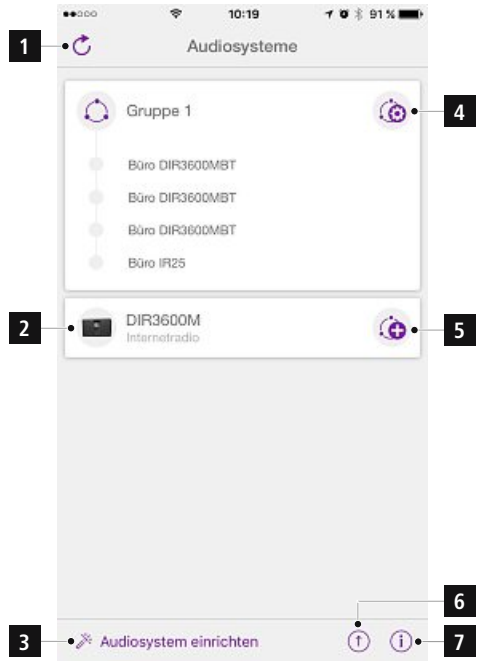 10:19 91 %
1 Audiosysteme
Gruppe 1 4
Büro DIR3600MBT
Büro DIR3600MBT
Büro DIR3600MBT
Büro IR25
2 DIR3600M 5
Internetradio
6
3 Audiosystem einrichten 7